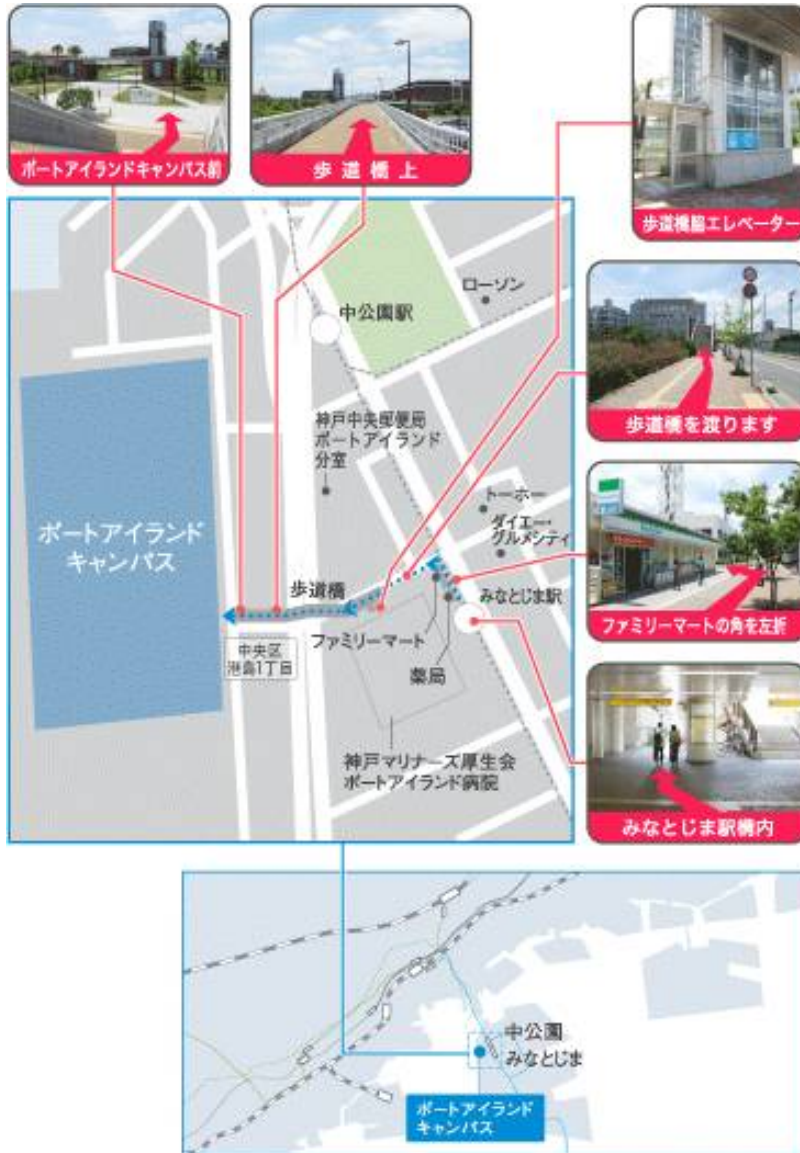 ポートアイランドキャンパス前
歩道橋上
歩道橋脇エレベーター
ローソン
中公園駅
歩道橋を渡ります
神戸中央郵便局
ポートアイランド
分室
トーホー
ダイエー・
グルメシティ
ポートアイランド
キャンパス
歩道橋
みなとじま駅
ファミリーマート
ファミリーマートの角を左折
中央区
港島1丁目
薬局
神戸マリナーズ厚生会
ポートアイランド病院
みなとじま駅構内
中公園
みなとじま
ポートアイランド
キャンパス